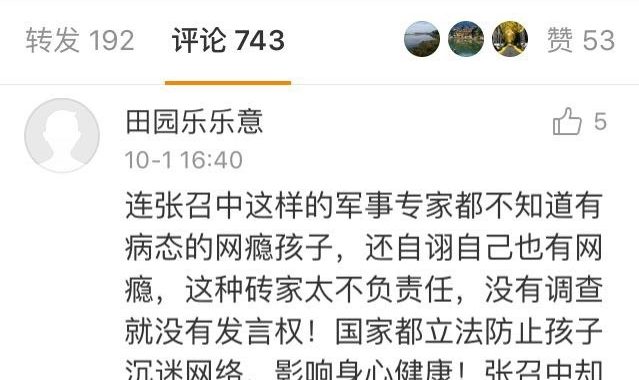 转发 192 评论 743 赞 53
田园乐乐意 5
10-1 16:40
连张召中这样的军事专家都不知道有
病态的网瘾孩子，还自诩自己也有网
瘾，这种砖家太不负责任，没有调查
就没有发言权！国家都立法防止孩子
沉迷网络、影响身心健康！张召中却